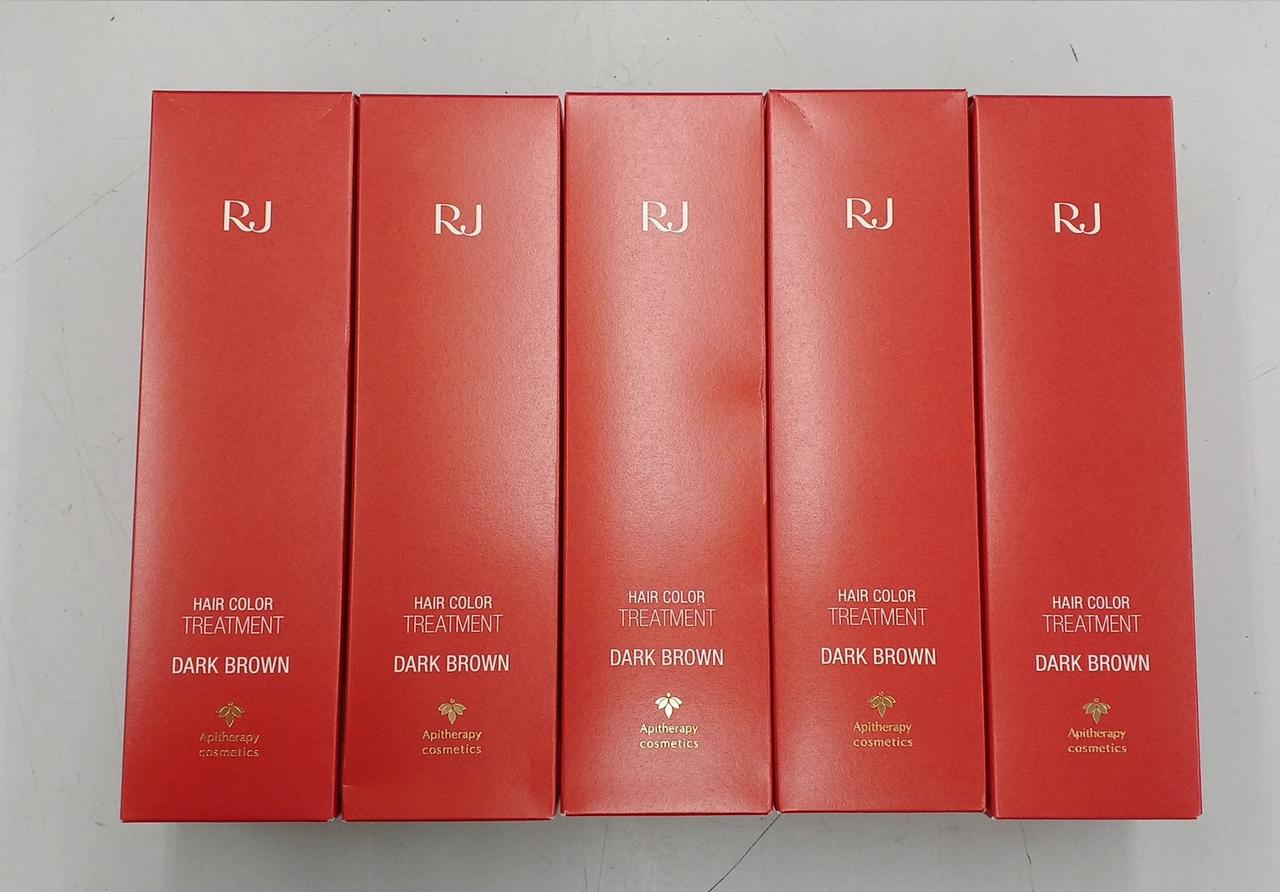 RJ
HAIR COLOR
TREATMENT
DARK BROWN
Apitherapy
cosmetics
RJ
HAIR COLOR
TREATMENT
DARK BROWN
Apitherapy
cosmetics
RJ
HAIR COLOR
TREATMENT
DARK BROWN
Apitherapy
cosmetics
RJ
HAIR COLOR
TREATMENT
DARK BROWN
Apitherapy
cosmetics
RJ
HAIR COLOR
TREATMENT
DARK BROWN
Apitherapy
cosmetics